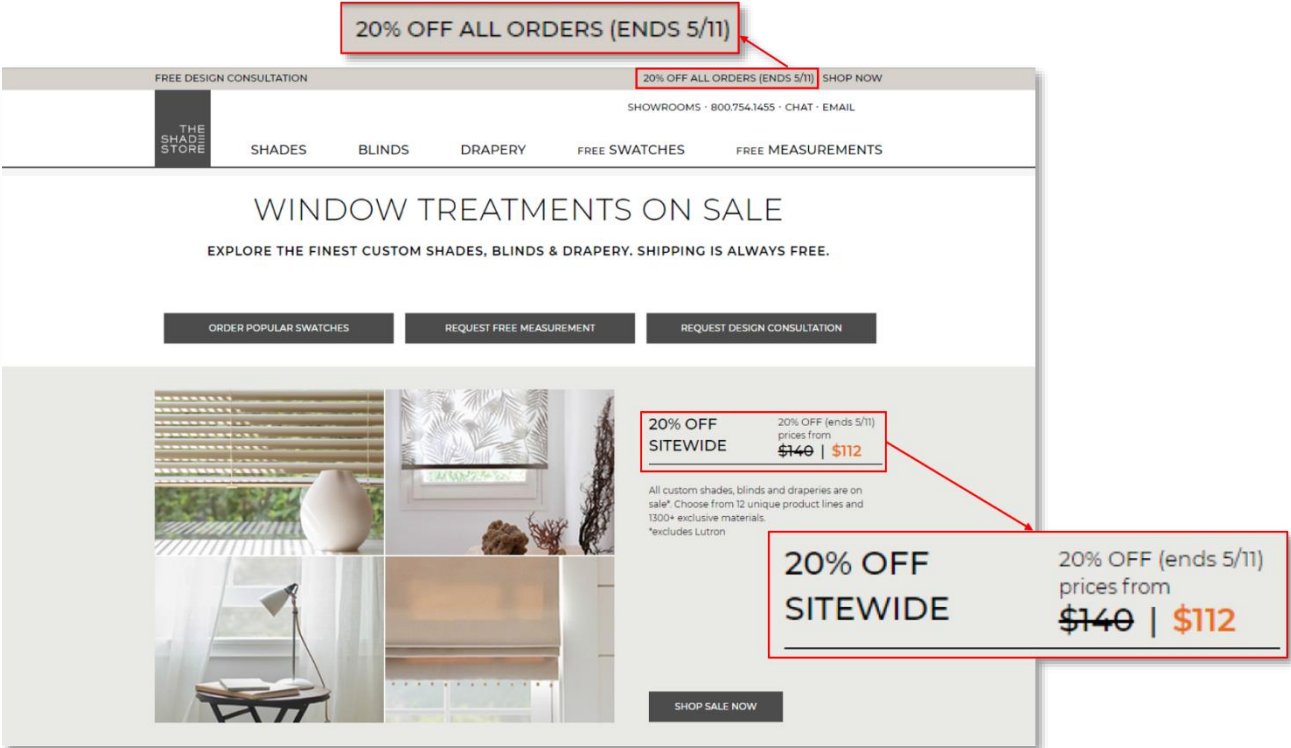 20% OFF ALL ORDERS (ENDS 5/11)
FREE DESIGN CONSULTATION
20% OFF ALL ORDERS (ENDS 5/11) SHOP NOW
SHOWROOMS · 800.754.1455 · CHAT · EMAIL
THE
SHADE
STORE
SHADES BLINDS DRAPERY FREE SWATCHES FREE MEASUREMENTS
WINDOW TREATMENTS ON SALE
EXPLORE THE FINEST CUSTOM SHADES, BLINDS & DRAPERY. SHIPPING IS ALWAYS FREE.
ORDER POPULAR SWATCHES
REQUEST FREE MEASUREMENT
REQUEST DESIGN CONSULTATION
20% OFF
SITEWIDE
20% OFF (ends 5/11)
prices from
$140 | $112
All custom shades, blinds and draperies are on
sale*. Choose from 12 unique product lines and
1300+ exclusive materials.
*excludes Lutron
20% OFF
SITEWIDE
20% OFF (ends 5/11)
prices from
$140 | $112
SHOP SALE NOW